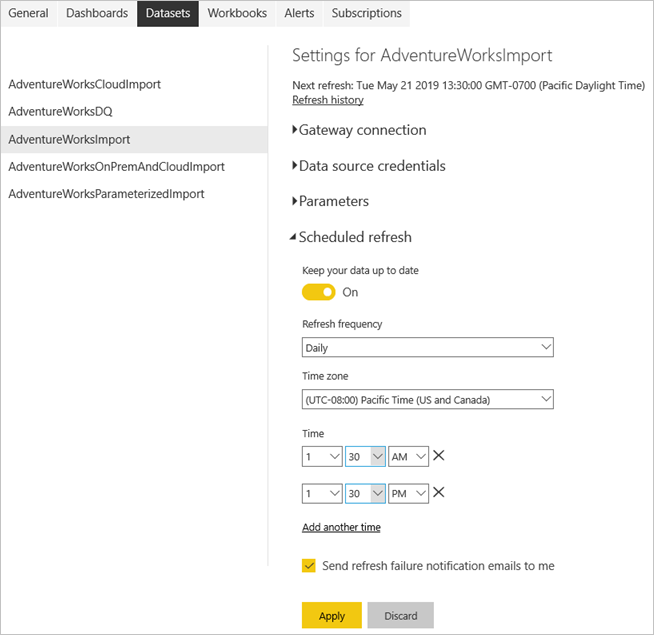 General Dashboards Datasets Workbooks Alerts Subscriptions
AdventureWorksCloudImport
AdventureWorksDQ
AdventureWorksImport
AdventureWorksOnPremAndCloudImport
AdventureWorksParameterizedImport
Settings for AdventureWorksImport
Next refresh: Tue May 21 2019 13:30:00 GMT-0700 (Pacific Daylight Time)
Refresh history
Gateway connection
Data source credentials
Parameters
Scheduled refresh
Keep your data up to date
On
Refresh frequency
Daily
Time zone
(UTC-08:00) Pacific Time (US and Canada)
Time
1 30 AM
1 30 PM
Add another time
Send refresh failure notification emails to me
Apply Discard